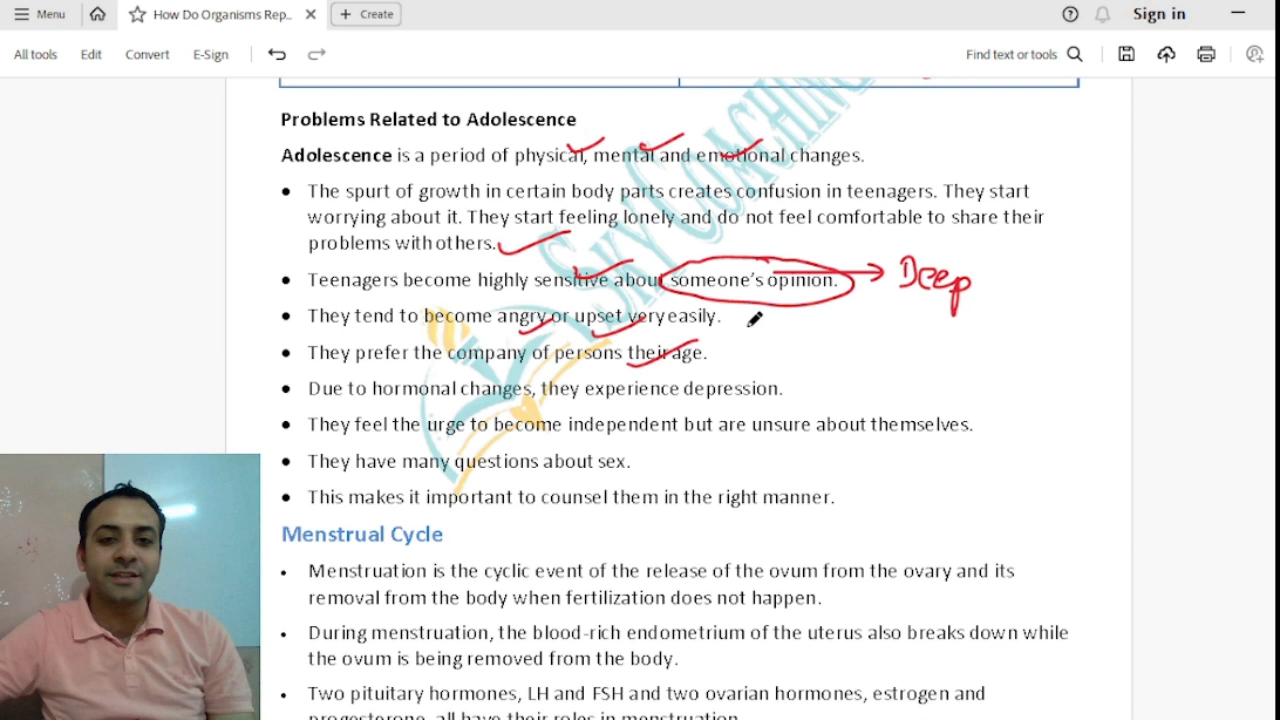 Menu How Do Organisms Rep... Create Sign in
All tools Edit Convert E-Sign Find text or tools
SKY COACHING
Problems Related to Adolescence
Adolescence is a period of physical, mental and emotional changes.
• The spurt of growth in certain body parts creates confusion in teenagers. They start
worrying about it. They start feeling lonely and do not feel comfortable to share their
problems with others.
• Teenagers become highly sensitive about someone's opinion. Deep
• They tend to become angry or upset very easily.
• They prefer the company of persons their age.
• Due to hormonal changes, they experience depression.
• They feel the urge to become independent but are unsure about themselves.
• They have many questions about sex.
• This makes it important to counsel them in the right manner.
Menstrual Cycle
• Menstruation is the cyclic event of the release of the ovum from the ovary and its
removal from the body when fertilization does not happen.
• During menstruation, the blood-rich endometrium of the uterus also breaks down while
the ovum is being removed from the body.
• Two pituitary hormones, LH and FSH and two ovarian hormones, estrogen and
progesterone, all have their roles in menstruation.